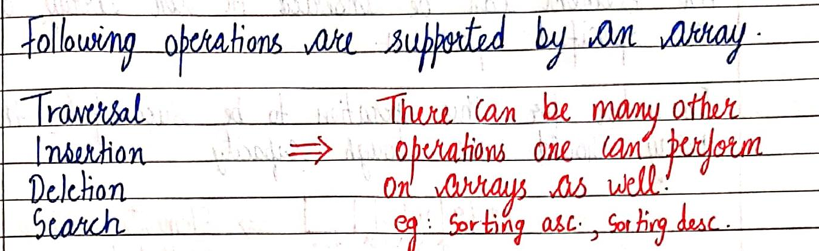 Following operations are supported by an array.
Traversal
Insertion
Deletion
Search
⇒
There can be many other
operations one can perform
on arrays as well.
eg: Sorting asc., Sorting desc.